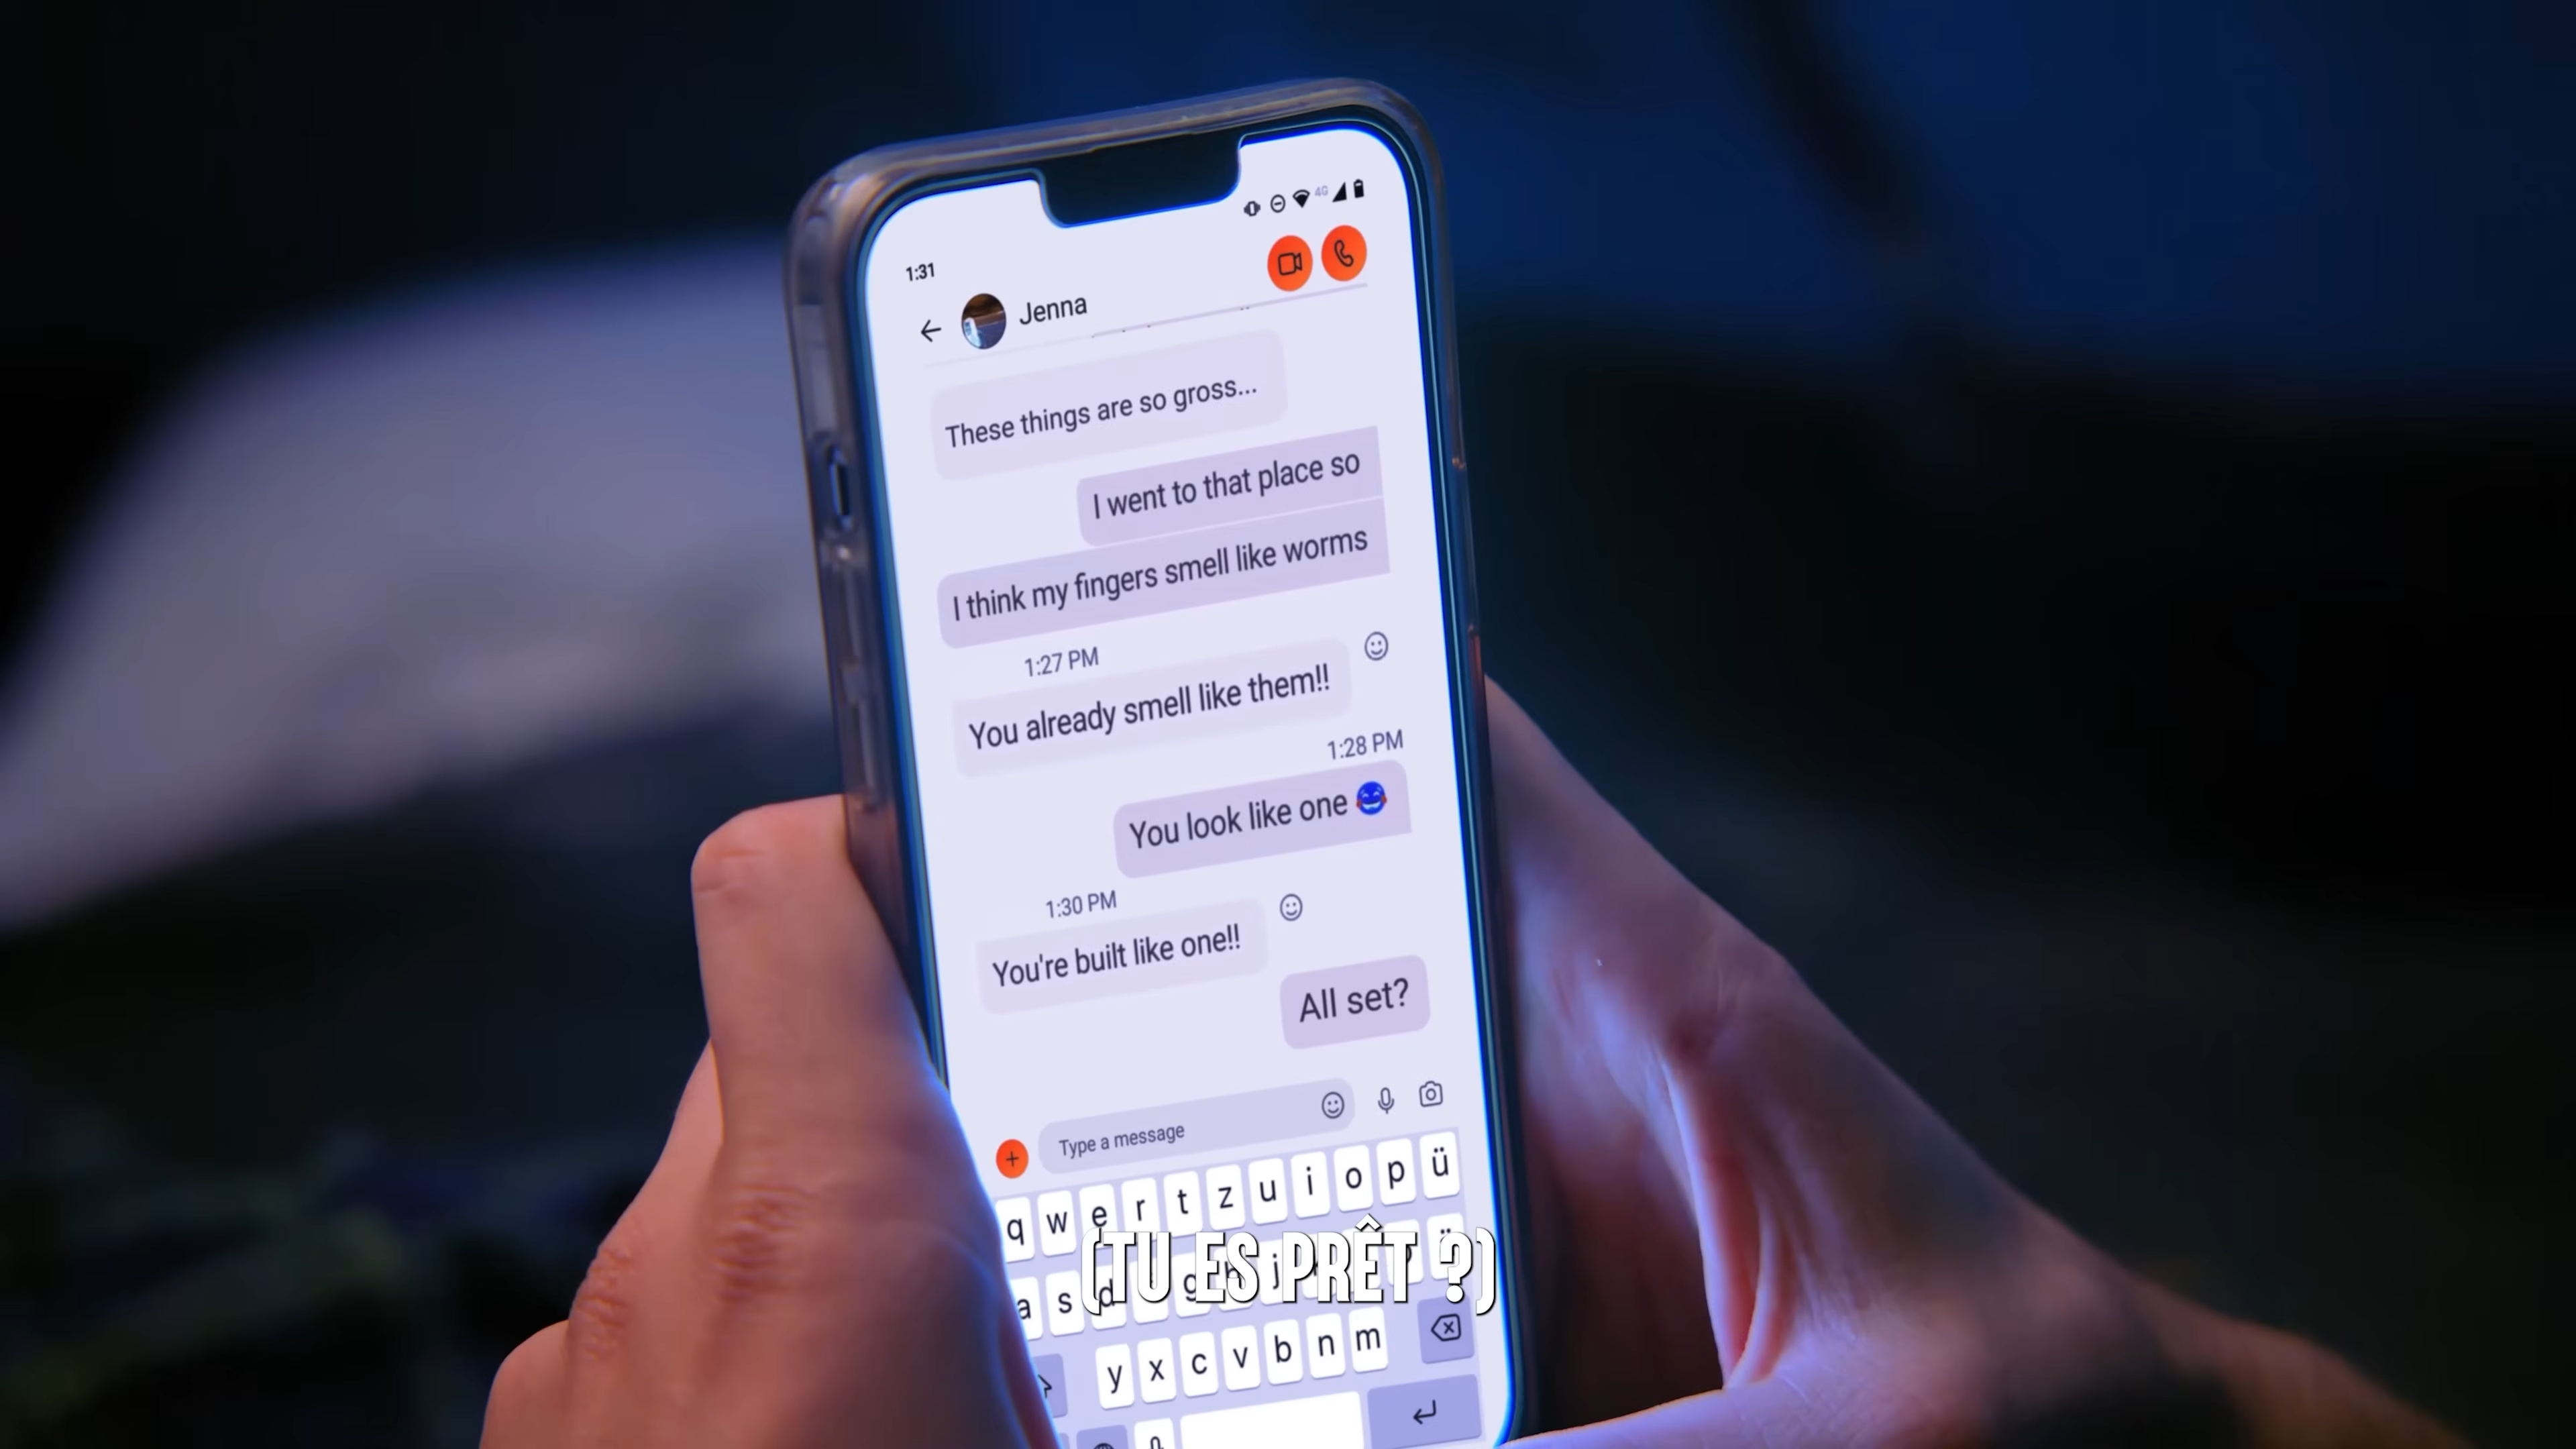 1:31
4G
Jenna
These things are so gross...
I went to that place so
I think my fingers smell like worms
1:27 PM
You already smell like them!!
1:28 PM
You look like one
1:30 PM
You're built like one!!
All set?
Type a message
q w e r t z u i o p ü
(TU ES PRÊT ?)
a s d g h j
y x c v b n m